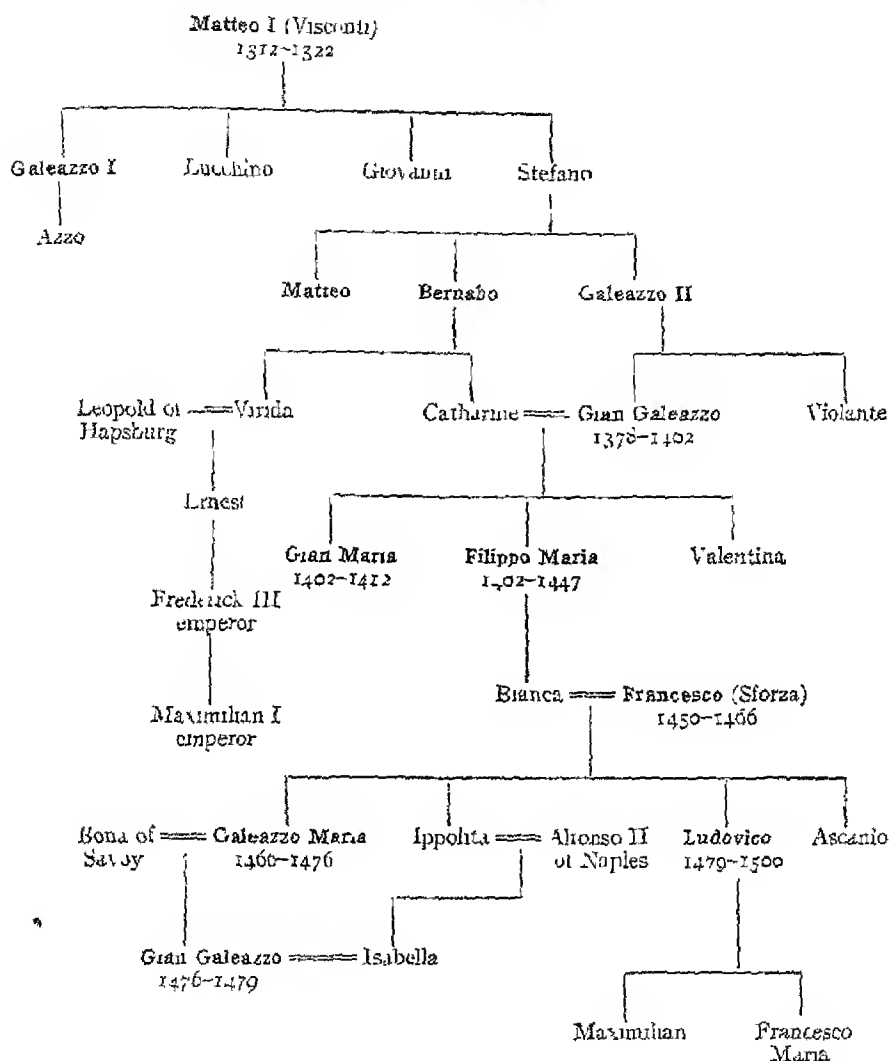 Matteo I (Visconti)
1312-1322
Galeazzo I Lucchino Giovanni Stefano
Azzo
Matteo Bernabo Galeazzo II
Leopold of Hapsburg Virida Catharine Gian Galeazzo Violante
1378-1402
Ernest
Gian Maria Filippo Maria Valentina
1402-1412 1402-1447
Frederick III
emperor
Bianca Francesco (Sforza)
1450-1466
Maximilian I
emperor
Bona of Savoy Galeazzo Maria Ippolita Alfonso II of Naples Ludovico Ascanio
1466-1476 1479-1500
Gian Galeazzo Isabella
1476-1479
Maximilian Francesco
Maria